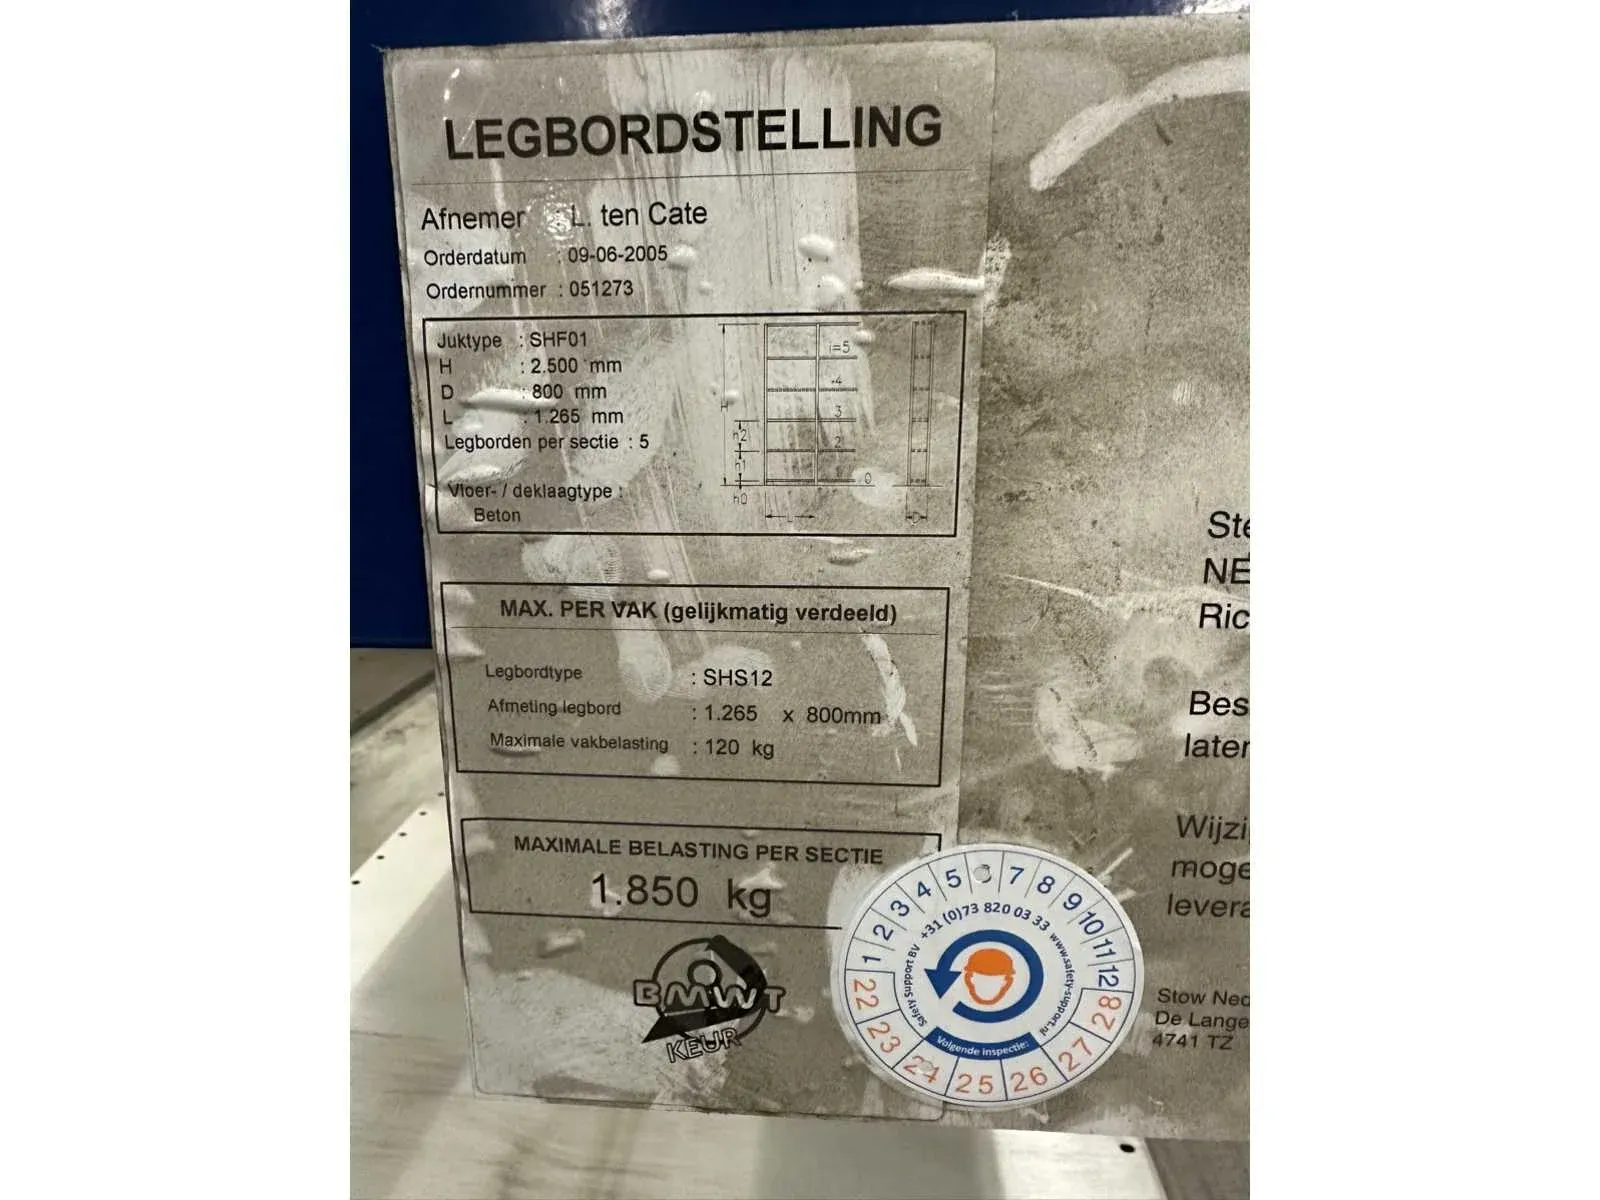 LEGBORDSTELLING
Afnemer : L. ten Cate
Orderdatum : 09-06-2005
Ordernummer : 051273
Juktype : SHF01
H : 2.500 mm
D : 800 mm
L : 1.265 mm
Legborden per sectie : 5
Vloer- / deklaagtype :
Beton
i=5
4
3
2
0
H
h2
h1
h0
L
D
MAX. PER VAK (gelijkmatig verdeeld)
Legbordtype : SHS12
Afmeting legbord : 1.265 x 800mm
Maximale vakbelasting : 120 kg
MAXIMALE BELASTING PER SECTIE
1.850 kg
BMWT
KEUR
1 2 3 4 5 7 8 9 10 11 12
+31 (0)73 820 03 33
www.safety-support.nl
Safety Support BV
Volgende inspectie:
22 23 24 25 26 27 28
Ste
NE
Ric
Bes
later
Wijzi
moge
levera
Stow Ned
De Lange
4741 TZ